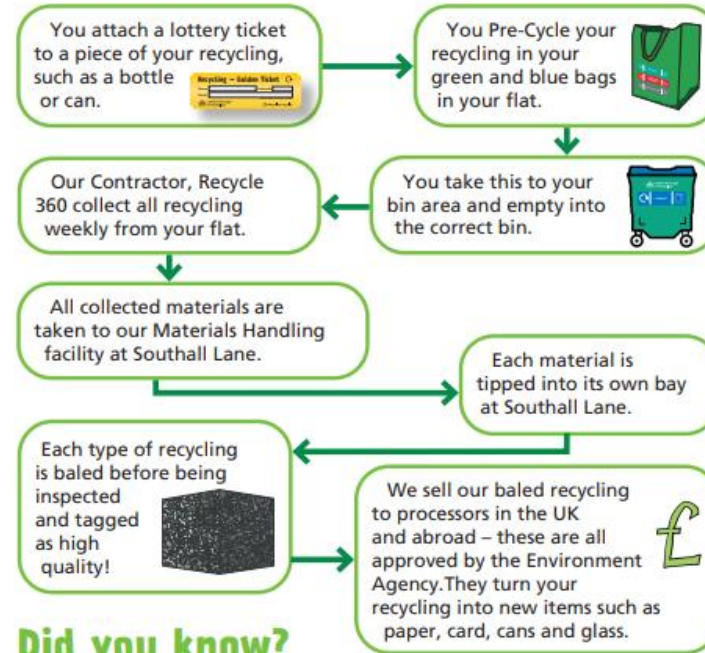 You attach a lottery ticket
to a piece of your recycling,
such as a bottle
or can.
Recycling – Golden Ticket
You Pre-Cycle your
recycling in your
green and blue bags
in your flat.
You take this to your
bin area and empty into
the correct bin.
Our Contractor, Recycle
360 collect all recycling
weekly from your flat.
All collected materials are
taken to our Materials Handling
facility at Southall Lane.
Each material is
tipped into its own bay
at Southall Lane.
Each type of recycling
is baled before being
inspected
and tagged
as high
quality!
We sell our baled recycling
to processors in the UK
and abroad – these are all
approved by the Environment
Agency.They turn your
recycling into new items such as
paper, card, cans and glass.
£
Did you know?